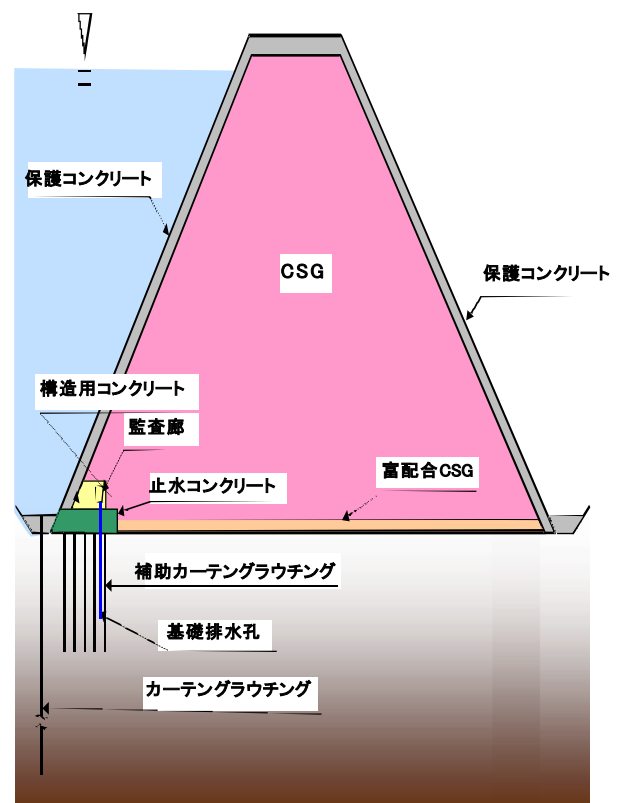 保護コンクリート
CSG
保護コンクリート
構造用コンクリート
監査廊
富配合CSG
止水コンクリート
補助カーテングラウチング
基礎排水孔
カーテングラウチング